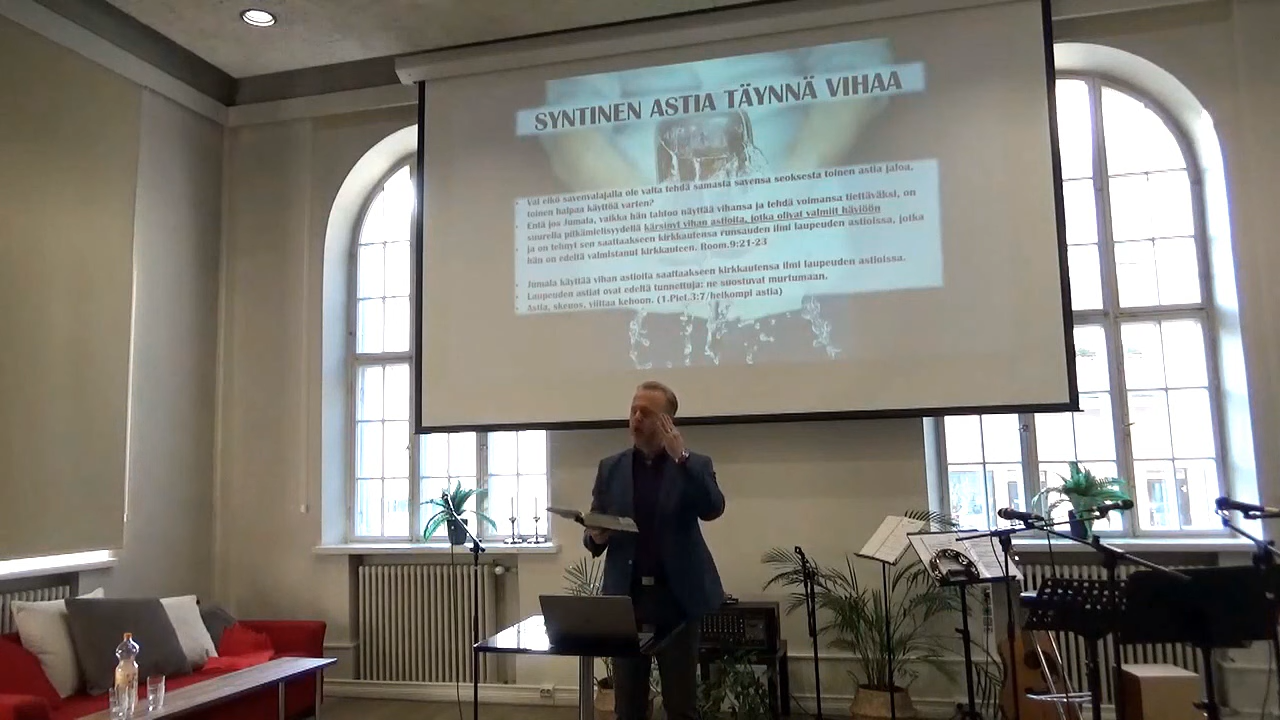 SYNTINEN ASTIA TÄYNNÄ VIHAA
• Vai eikö savenvalajalla ole valta tehdä samasta savensa seoksesta toinen astia jaloa,
toinen halpaa käyttöä varten?
• Entä jos Jumala, vaikka hän tahtoo näyttää vihansa ja tehdä voimansa tiettäväksi, on
suurella pitkämielisyydellä kärsinyt vihan astioita, jotka olivat valmiit häviöön
• ja on tehnyt sen saattaakseen kirkkautensa runsauden ilmi laupeuden astioissa, jotka
hän on edeltä valmistanut kirkkauteen. Room.9:21-23
• Jumala käyttää vihan astioita saattaakseen kirkkautensa ilmi laupeuden astioissa.
• Laupeuden astiat ovat edeltä tunnettuja: ne suostuvat murtumaan.
• Astia, skeuos, viittaa kehoon. (1.Piet.3:7/heikompi astia)